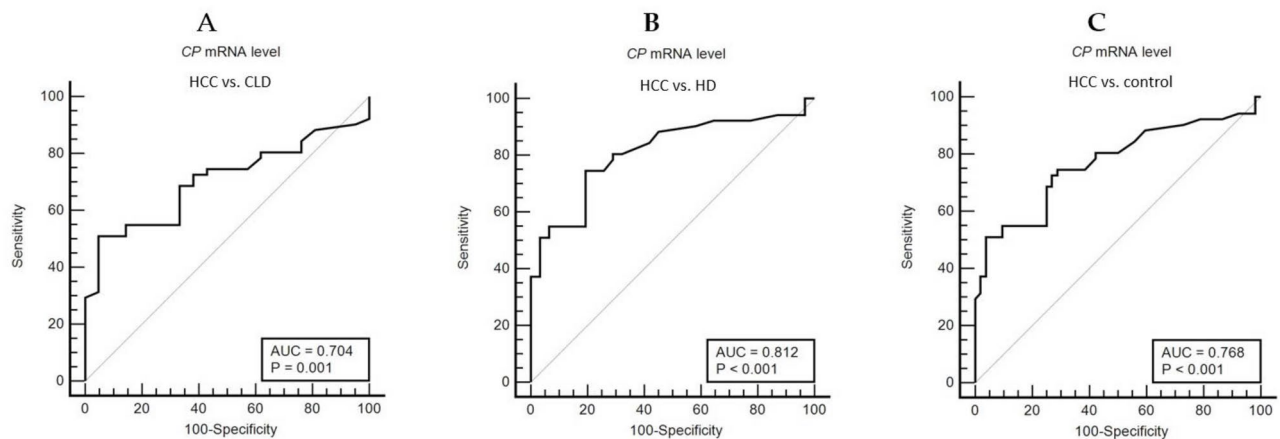 A
CP mRNA level
HCC vs. CLD
100
80
60
40
20
0
Sensitivity
AUC = 0.704
P = 0.001
0 20 40 60 80 100
100-Specificity
B
CP mRNA level
HCC vs. HD
100
80
60
40
20
0
Sensitivity
AUC = 0.812
P < 0.001
0 20 40 60 80 100
100-Specificity
C
CP mRNA level
HCC vs. control
100
80
60
40
20
0
Sensitivity
AUC = 0.768
P < 0.001
0 20 40 60 80 100
100-Specificity